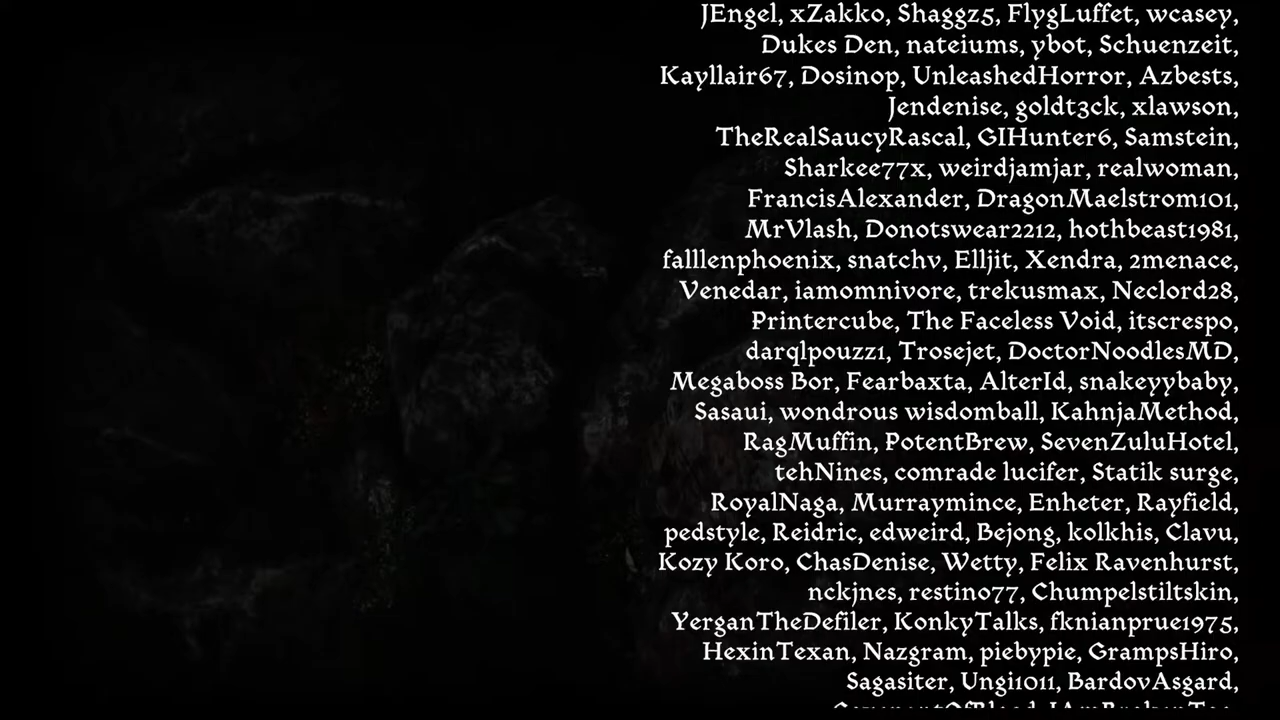 JEngel, xZakko, Shaggz5, FlygLuffet, wcasey,
Dukes Den, nateiums, ybot, Schuenzeit,
Kayllair67, Dosinop, UnleashedHorror, Azbests,
Jendenise, goldt3ck, xlawson,
TheRealSaucyRascal, GIHunter6, Samstein,
Sharkee77x, weirdjamjar, realwoman,
FrancisAlexander, DragonMaelstrom101,
MrVlash, Donotswear2212, hothbeast1981,
falllenphoenix, snatchv, Elljit, Xendra, 2menace,
Venedar, iamomnivore, trekusmax, Neclord28,
Printercube, The Faceless Void, itscrespo,
darqlpouzz1, Trosejet, DoctorNoodlesMD,
Megaboss Bor, Fearbaxta, AlterId, snakeyybaby,
Sasaui, wondrous wisdomball, KahnjaMethod,
RagMuffin, PotentBrew, SevenZuluHotel,
tehNines, comrade lucifer, Statik surge,
RoyalNaga, Murraymince, Enheter, Rayfield,
pedstyle, Reidric, edweird, Bejong, kolkhis, Clavu,
Kozy Koro, ChasDenise, Wetty, Felix Ravenhurst,
nckjnes, restino77, Chumpelstiltskin,
YerganTheDefiler, KonkyTalks, fknianprue1975,
HexinTexan, Nazgram, piebypie, GrampsHiro,
Sagasiter, Ungi1011, BardovAsgard,